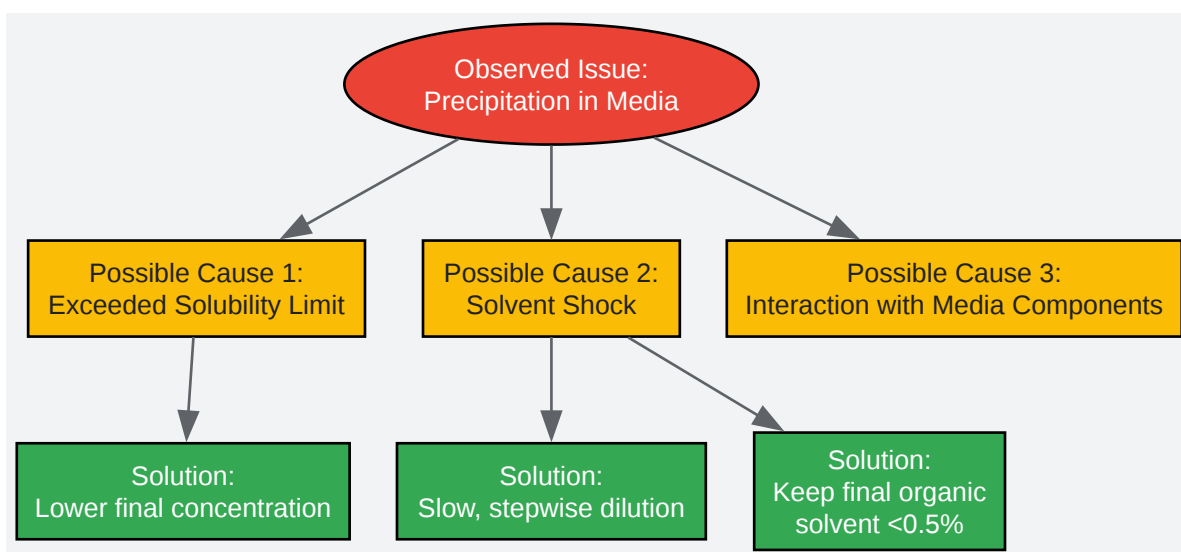 Observed Issue:
Precipitation in Media
Possible Cause 1:
Exceeded Solubility Limit
Possible Cause 2:
Solvent Shock
Possible Cause 3:
Interaction with Media Components
Solution:
Lower final concentration
Solution:
Slow, stepwise dilution
Solution:
Keep final organic
solvent <0.5%